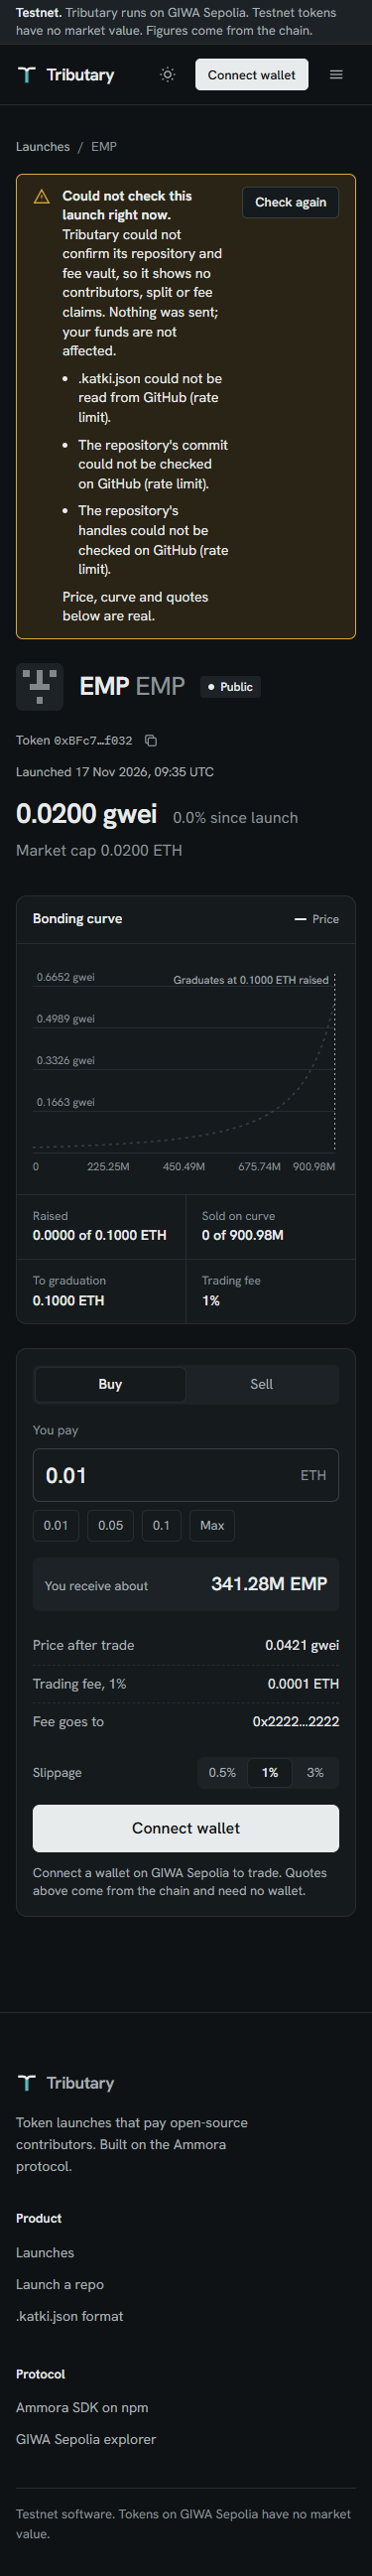 Testnet. Tributary runs on GIWA Sepolia. Testnet tokens
have no market value. Figures come from the chain.
Tributary
Connect wallet
Launches / EMP
Could not check this
launch right now.
Check again
Tributary could not
confirm its repository and
fee vault, so it shows no
contributors, split or fee
claims. Nothing was sent;
your funds are not
affected.
• .katki.json could not be
read from GitHub (rate
limit).
• The repository's commit
could not be checked
on GitHub (rate limit).
• The repository's
handles could not be
checked on GitHub (rate
limit).
Price, curve and quotes
below are real.
EMP EMP
Public
Token 0xBFc7…f032
Launched 17 Nov 2026, 09:35 UTC
0.0200 gwei 0.0% since launch
Market cap 0.0200 ETH
Bonding curve
Price
0.6652 gwei
Graduates at 0.1000 ETH raised
0.4989 gwei
0.3326 gwei
0.1663 gwei
0 225.25M 450.49M 675.74M 900.98M
Raised
0.0000 of 0.1000 ETH
Sold on curve
0 of 900.98M
To graduation
0.1000 ETH
Trading fee
1%
Buy
Sell
You pay
0.01
ETH
0.01 0.05 0.1 Max
You receive about
341.28M EMP
Price after trade
0.0421 gwei
Trading fee, 1%
0.0001 ETH
Fee goes to
0x2222…2222
Slippage
0.5% 1% 3%
Connect wallet
Connect a wallet on GIWA Sepolia to trade. Quotes
above come from the chain and need no wallet.
Tributary
Token launches that pay open-source
contributors. Built on the Ammora
protocol.
Product
Launches
Launch a repo
.katki.json format
Protocol
Ammora SDK on npm
GIWA Sepolia explorer
Testnet software. Tokens on GIWA Sepolia have no market
value.